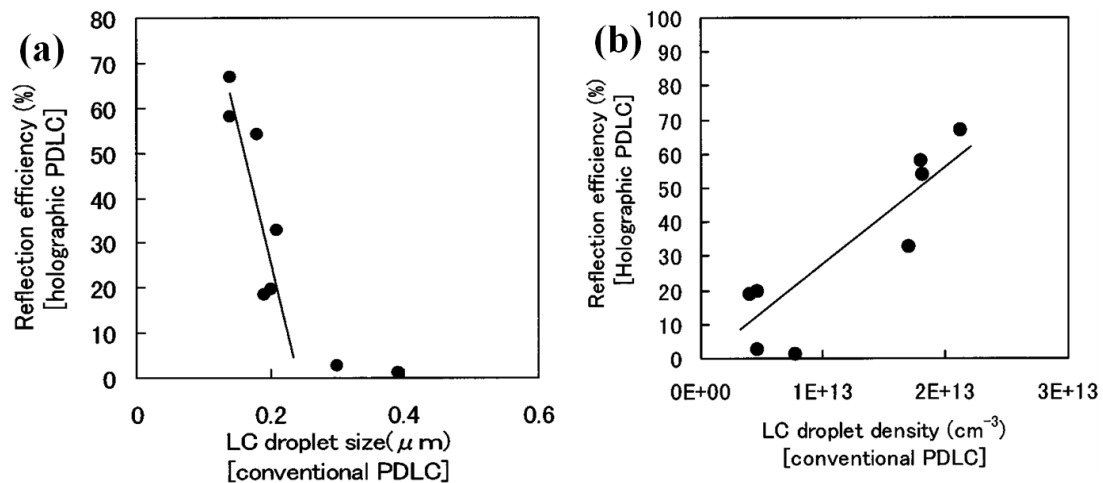 (a)
Reflection efficiency (%)
[holographic PDLC]
80
70
60
50
40
30
20
10
0
0
0.2
0.4
0.6
LC droplet size(μm)
[conventional PDLC]
(b)
Reflection efficiency (%)
[Holographic PDLC]
100
90
80
70
60
50
40
30
20
10
0
0E+00
1E+13
2E+13
3E+13
LC droplet density (cm⁻³)
[conventional PDLC]